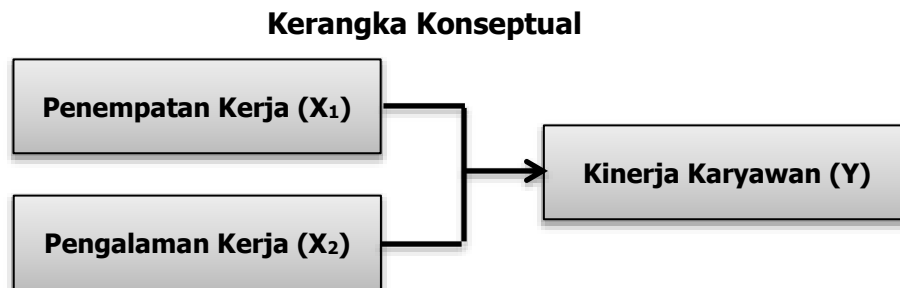 Kerangka Konseptual
Penempatan Kerja (X₁)
Kinerja Karyawan (Y)
Pengalaman Kerja (X₂)